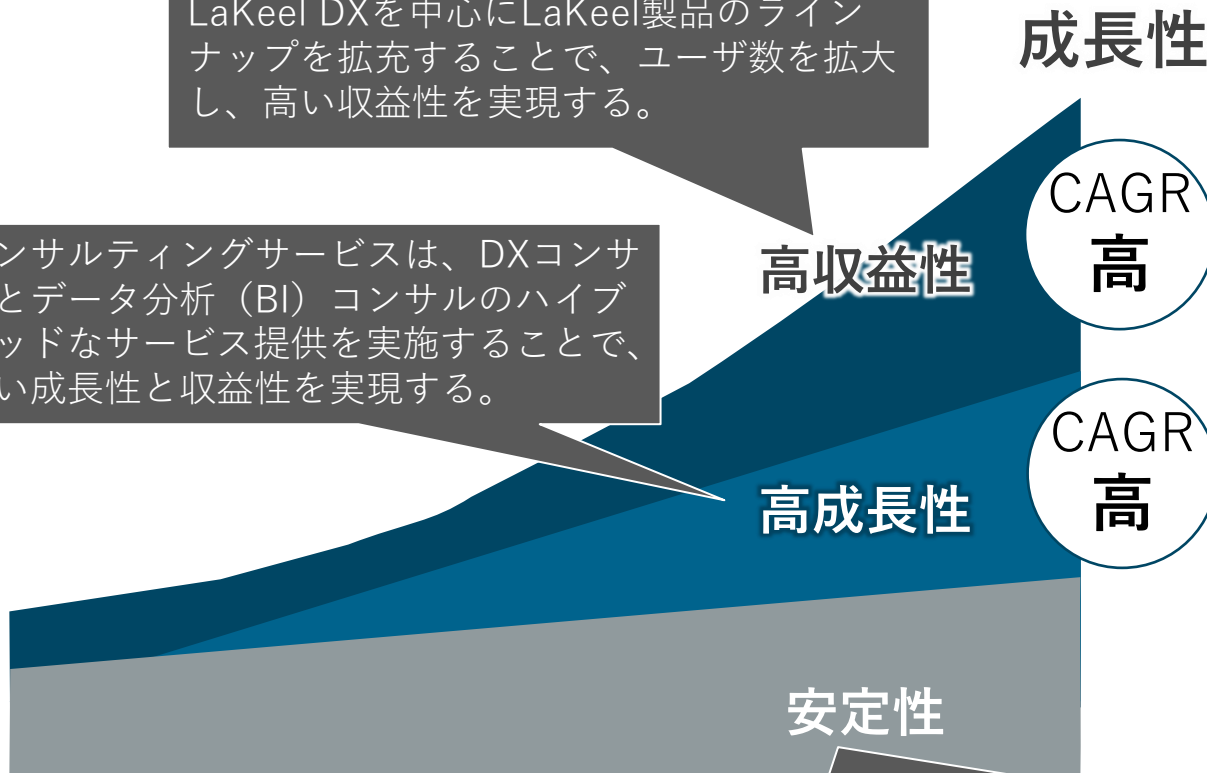 LaKeel DXを中心にLaKeel製品のライン
ナップを拡充することで、ユーザ数を拡大
し、高い収益性を実現する。
成長性
CAGR
高
高収益性
ンサルティングサービスは、DXコンサ
とデータ分析（BI）コンサルのハイブ
ッドなサービス提供を実施することで、
い成長性と収益性を実現する。
CAGR
高
高成長性
安定性